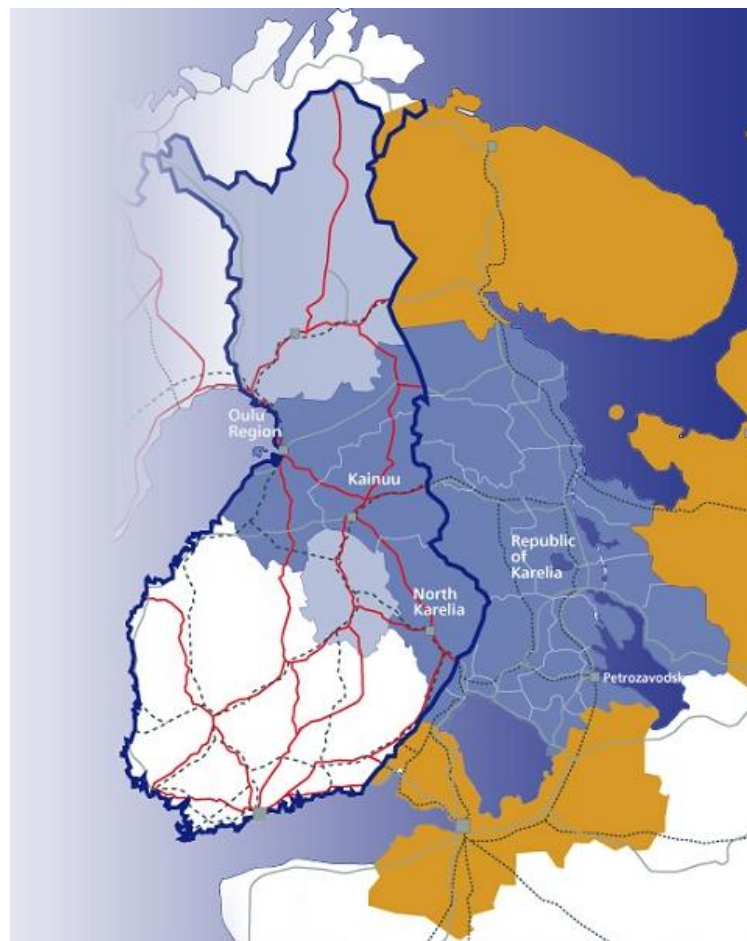 Oulu
Region
Kainuu
Republic
of
Karelia
North
Karelia
Petrozavodsk